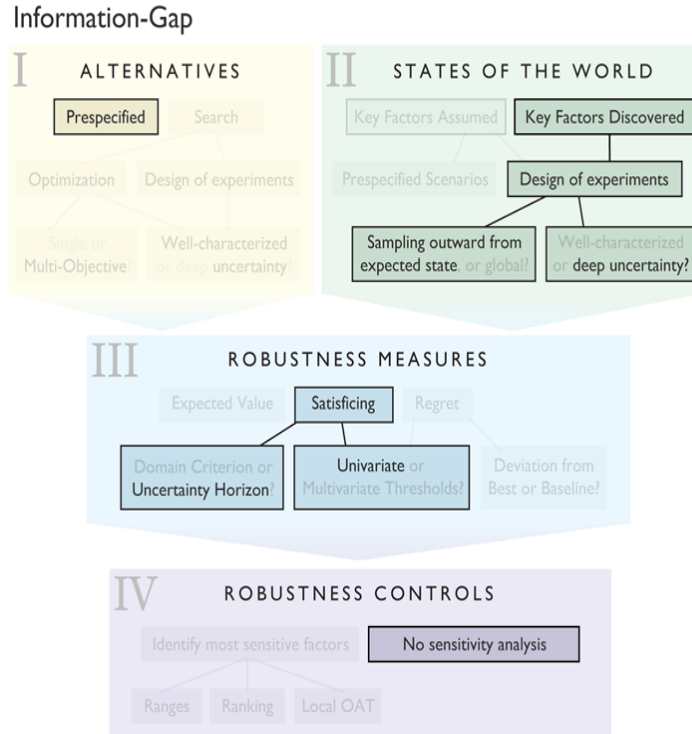 Information-Gap
I
ALTERNATIVES
Prespecified
Search
Optimization
Design of experiments
Single or
Multi-Objective?
Well-characterized
or deep uncertainty?
II
STATES OF THE WORLD
Key Factors Assumed
Key Factors Discovered
Prespecified Scenarios
Design of experiments
Sampling outward from
expected state, or global?
Well-characterized
or deep uncertainty?
III
ROBUSTNESS MEASURES
Expected Value
Satisficing
Regret
Domain Criterion or
Uncertainty Horizon?
Univariate or
Multivariate Thresholds?
Deviation from
Best or Baseline?
IV
ROBUSTNESS CONTROLS
Identify most sensitive factors
No sensitivity analysis
Ranges
Ranking
Local OAT